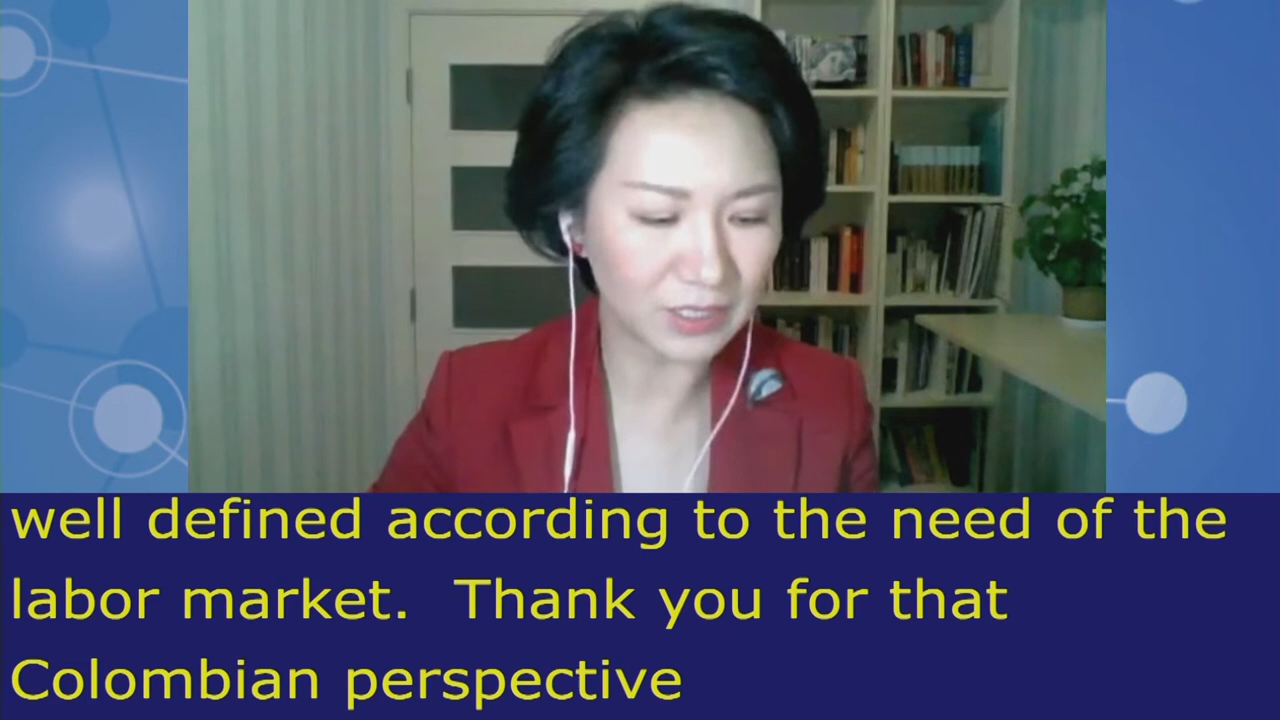 well defined according to the need of the
labor market.  Thank you for that
Colombian perspective